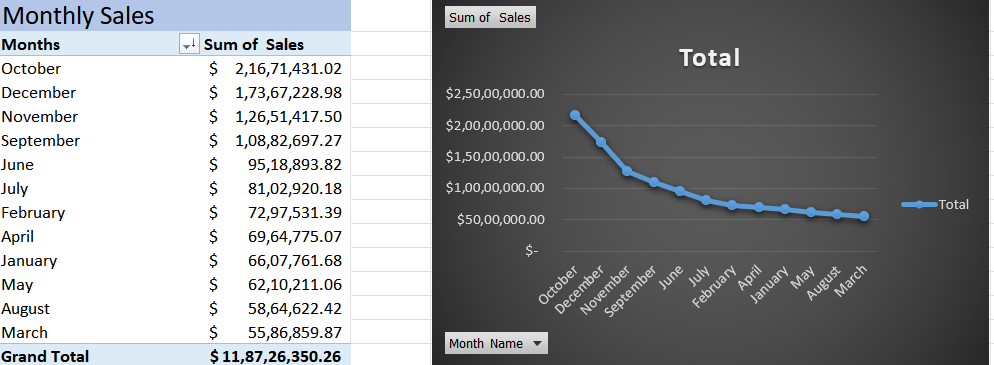 Monthly Sales
Months Sum of Sales
October $ 2,16,71,431.02
December $ 1,73,67,228.98
November $ 1,26,51,417.50
September $ 1,08,82,697.27
June $ 95,18,893.82
July $ 81,02,920.18
February $ 72,97,531.39
April $ 69,64,775.07
January $ 66,07,761.68
May $ 62,10,211.06
August $ 58,64,622.42
March $ 55,86,859.87
Grand Total $ 11,87,26,350.26
Sum of Sales
Total
$2,50,00,000.00
$2,00,00,000.00
$1,50,00,000.00
$1,00,00,000.00
$50,00,000.00
$-
October
December
November
September
June
July
February
April
January
May
August
March
Total
Month Name